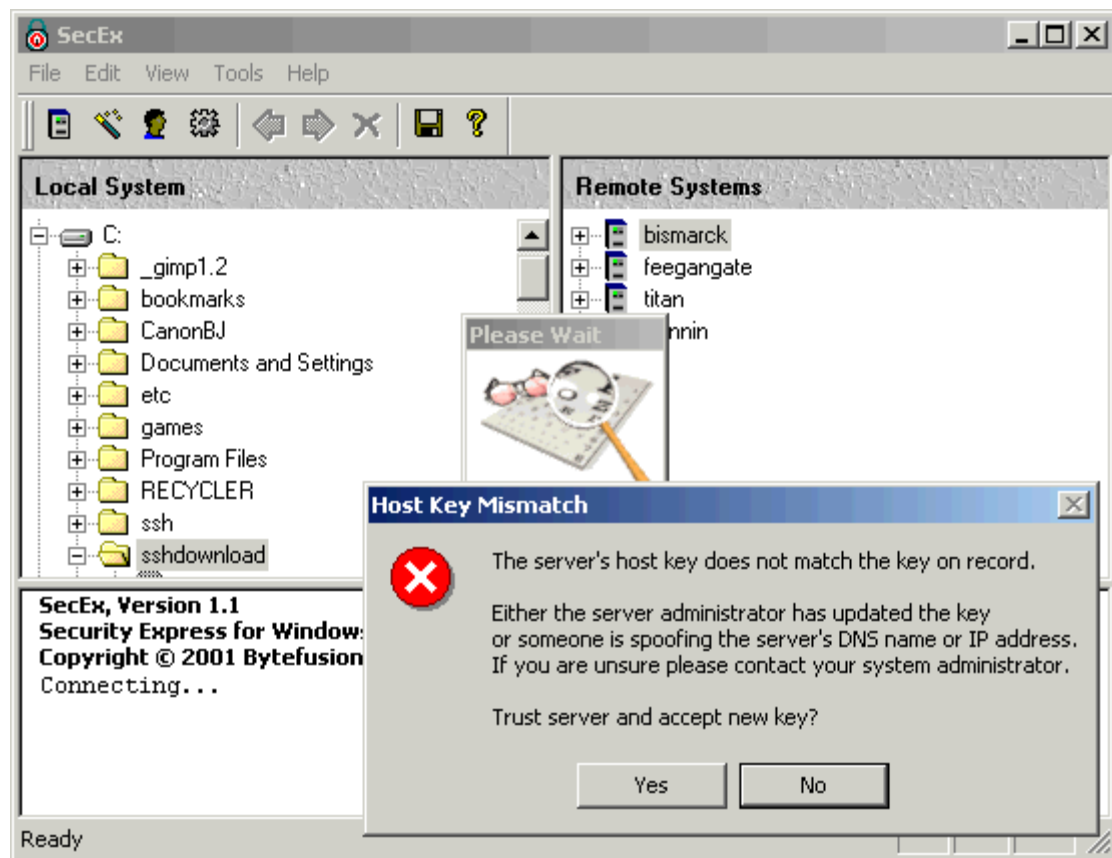 SecEx
File Edit View Tools Help
Local System
C:
_gimp1.2
bookmarks
CanonBJ
Documents and Settings
etc
games
Program Files
RECYCLER
ssh
sshdownload
Remote Systems
bismarck
feegangate
titan
Please Wait
Host Key Mismatch
The server's host key does not match the key on record.
Either the server administrator has updated the key
or someone is spoofing the server's DNS name or IP address.
If you are unsure please contact your system administrator.
Trust server and accept new key?
Yes No
SecEx, Version 1.1
Security Express for Window
Copyright © 2001 Bytefusion
Connecting...
Ready